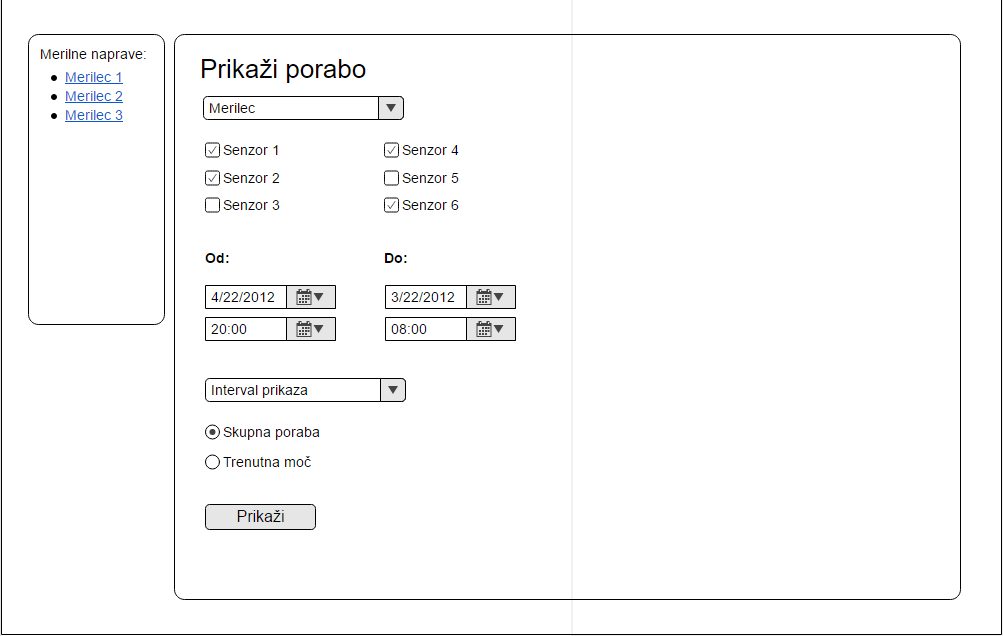 Merilne naprave:
Merilec 1
Merilec 2
Merilec 3
Prikaži porabo
Merilec
Senzor 1
Senzor 4
Senzor 2
Senzor 5
Senzor 3
Senzor 6
Od:
Do:
4/22/2012
3/22/2012
20:00
08:00
Interval prikaza
Skupna poraba
Trenutna moč
Prikaži